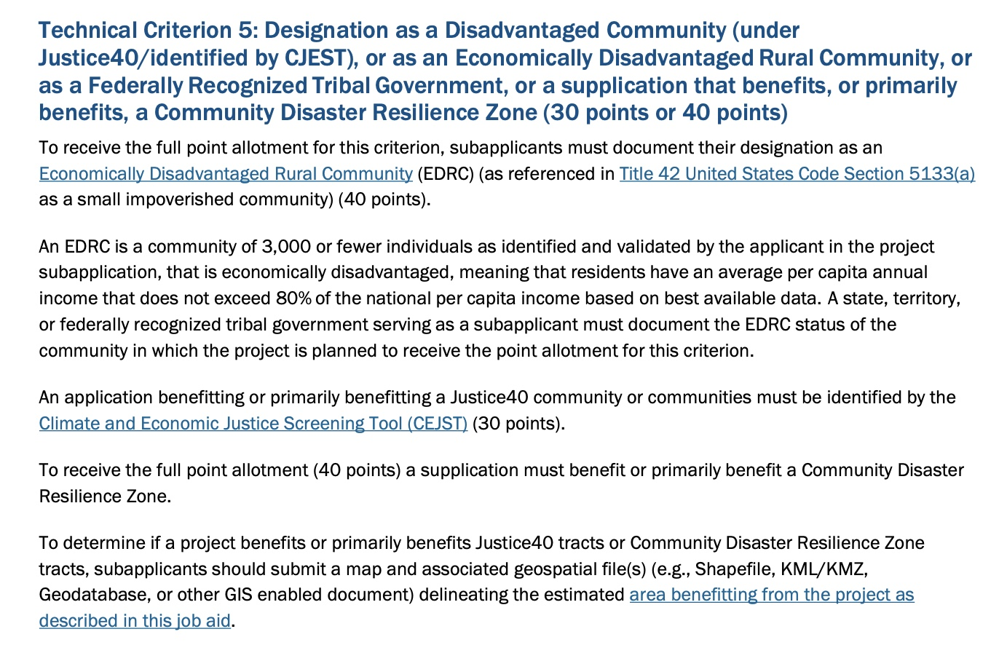 Technical Criterion 5: Designation as a Disadvantaged Community (under
Justice40/identified by CJEST), or as an Economically Disadvantaged Rural Community, or
as a Federally Recognized Tribal Government, or a supplication that benefits, or primarily
benefits, a Community Disaster Resilience Zone (30 points or 40 points)
To receive the full point allotment for this criterion, subapplicants must document their designation as an
Economically Disadvantaged Rural Community (EDRC) (as referenced in Title 42 United States Code Section 5133(a)
as a small impoverished community) (40 points).
An EDRC is a community of 3,000 or fewer individuals as identified and validated by the applicant in the project
subapplication, that is economically disadvantaged, meaning that residents have an average per capita annual
income that does not exceed 80% of the national per capita income based on best available data. A state, territory,
or federally recognized tribal government serving as a subapplicant must document the EDRC status of the
community in which the project is planned to receive the point allotment for this criterion.
An application benefitting or primarily benefitting a Justice40 community or communities must be identified by the
Climate and Economic Justice Screening Tool (CEJST) (30 points).
To receive the full point allotment (40 points) a supplication must benefit or primarily benefit a Community Disaster
Resilience Zone.
To determine if a project benefits or primarily benefits Justice40 tracts or Community Disaster Resilience Zone
tracts, subapplicants should submit a map and associated geospatial file(s) (e.g., Shapefile, KML/KMZ,
Geodatabase, or other GIS enabled document) delineating the estimated area benefitting from the project as
described in this job aid.